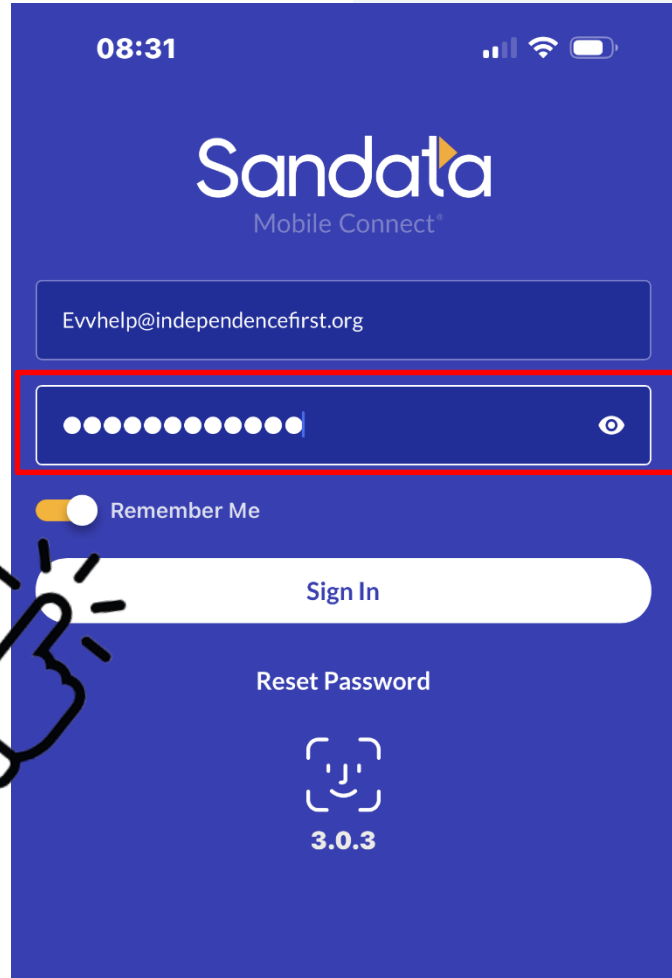 08:31
Sandata
Mobile Connect®
Evvhelp@independencefirst.org
●●●●●●●●●●●●
Remember Me
Sign In
Reset Password
3.0.3